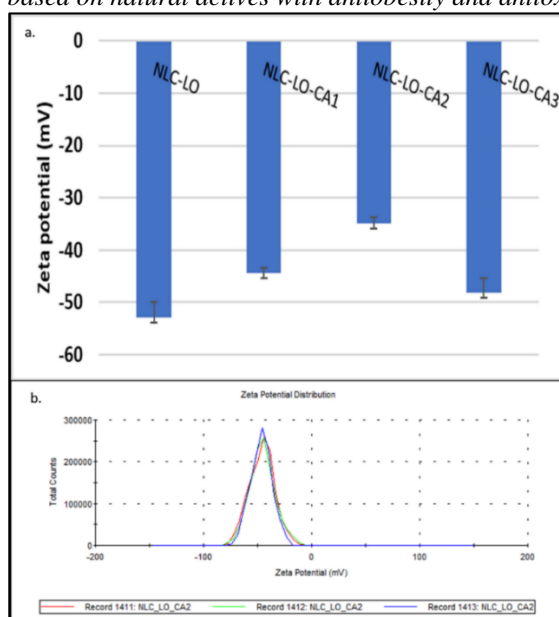 based on natural actives with antiobesity and antiox
a.
0
-10
-20
-30
-40
-50
-60
Zeta potential (mV)
NLC-LO
NLC-LO-CA1
NLC-LO-CA2
NLC-LO-CA3
b.
Zeta Potential Distribution
300000
200000
100000
0
Total Counts
-200 -100 0 100 200
Zeta Potential (mV)
Record 1411: NLC_LO_CA2 Record 1412: NLC_LO_CA2 Record 1413: NLC_LO_CA2